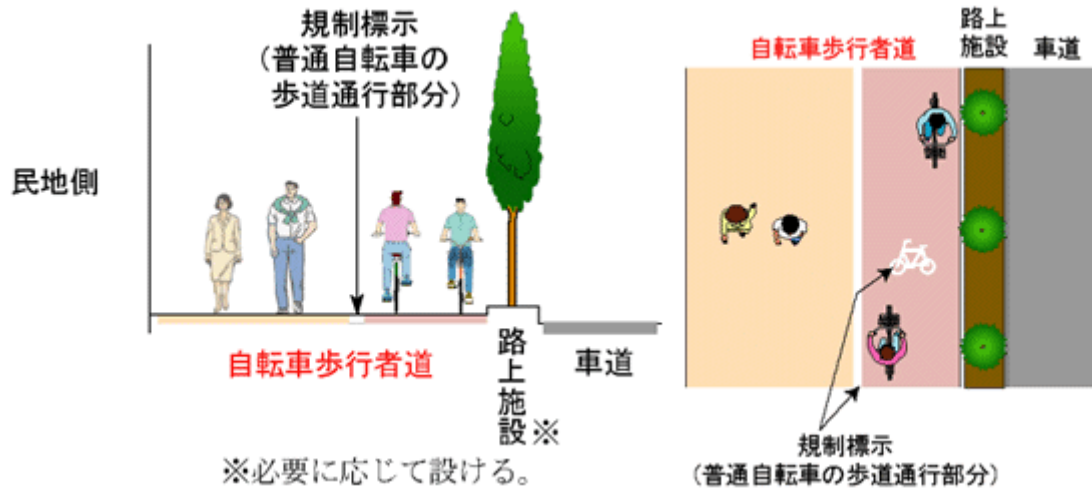 規制標示
(普通自転車の
歩道通行部分)
民地側
自転車歩行者道
路上施設※
車道
※必要に応じて設ける。
自転車歩行者道
路上
施設
車道
規制標示
(普通自転車の歩道通行部分)